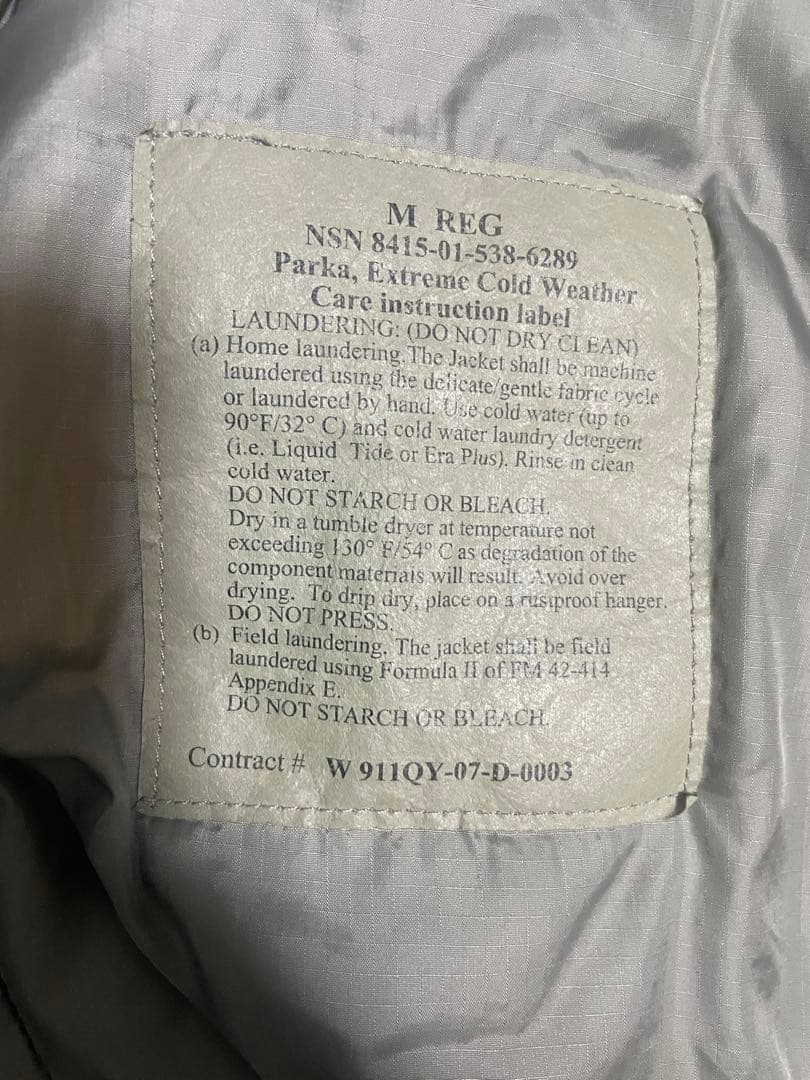 M REG
NSN 8415-01-538-6289
Parka, Extreme Cold Weather
Care instruction label
LAUNDERING: (DO NOT DRY CLEAN)
(a) Home laundering. The Jacket shall be machine
laundered using the delicate/gentle fabric cycle
or laundered by hand. Use cold water (up to
90°F/32° C) and cold water laundry detergent
(i.e. Liquid Tide or Era Plus). Rinse in clean
cold water.
DO NOT STARCH OR BLEACH.
Dry in a tumble dryer at temperature not
exceeding 130° F/54° C as degradation of the
component materials will result. Avoid over
drying. To drip dry, place on a rustproof hanger.
DO NOT PRESS.
(b) Field laundering. The jacket shall be field
laundered using Formula II of FM 42-414
Appendix E.
DO NOT STARCH OR BLEACH.
Contract # W 911QY-07-D-0003